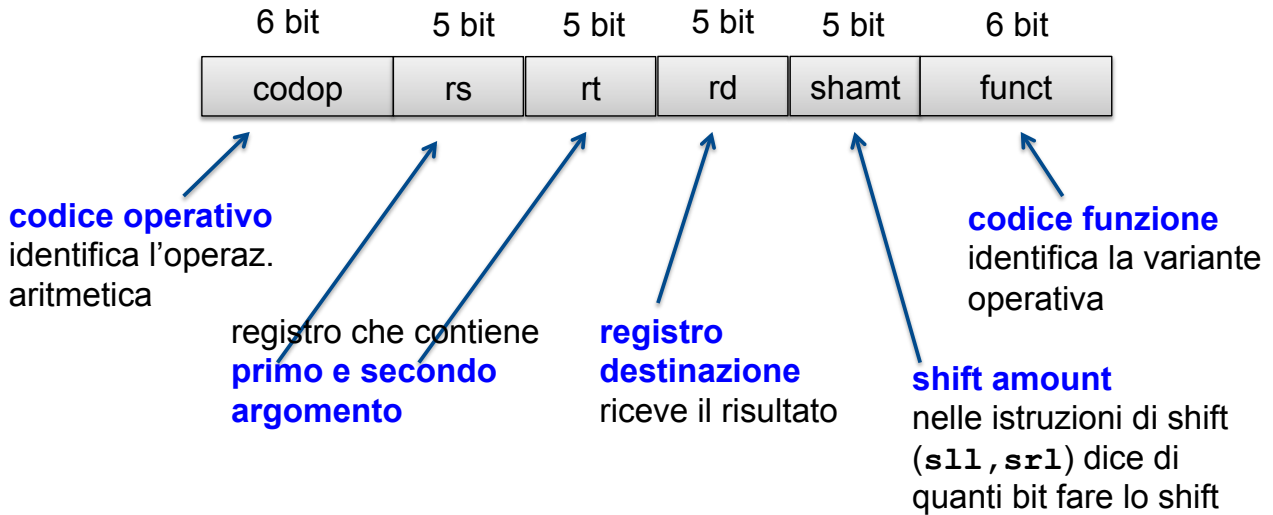 6 bit 5 bit 5 bit 5 bit 5 bit 6 bit
codop rs rt rd shamt funct
codice operativo
identifica l'operaz.
aritmetica
registro che contiene
primo e secondo
argomento
registro
destinazione
riceve il risultato
codice funzione
identifica la variante
operativa
shift amount
nelle istruzioni di shift
(sll,srl) dice di
quanti bit fare lo shift